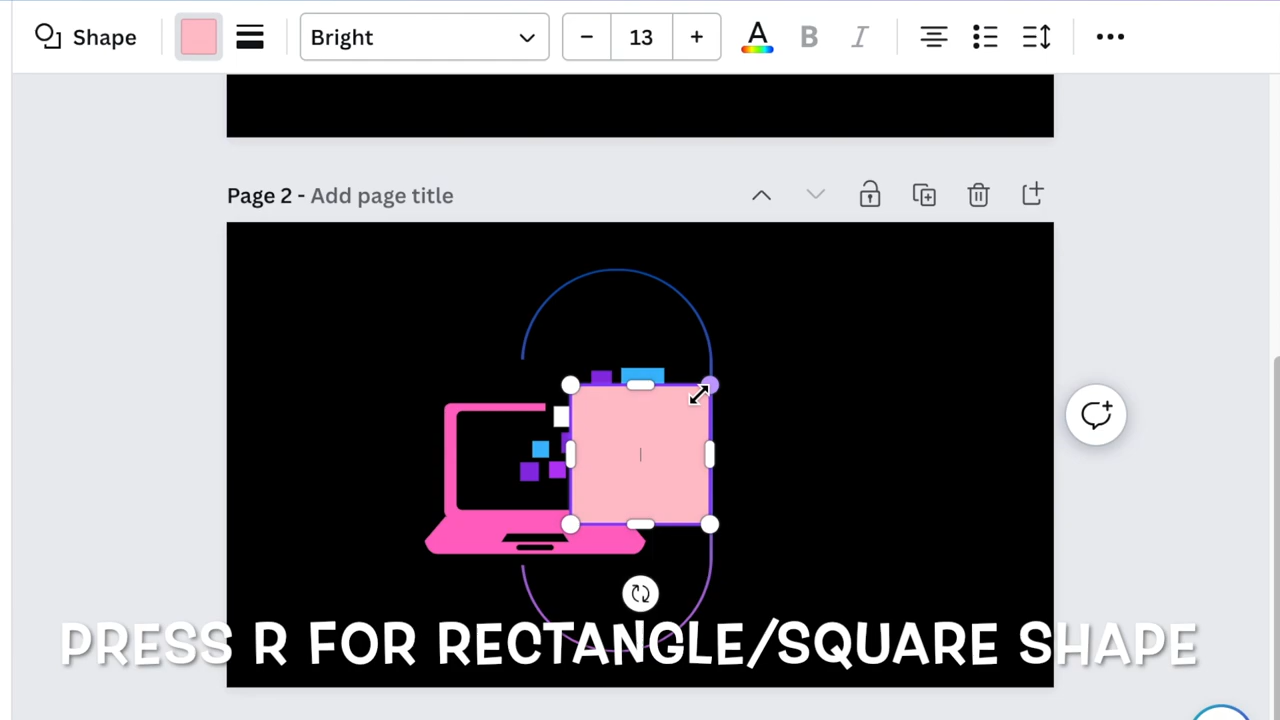 Shape
Bright
- 13 +
A B I
Page 2 - Add page title
PRESS R FOR RECTANGLE/SQUARE SHAPE